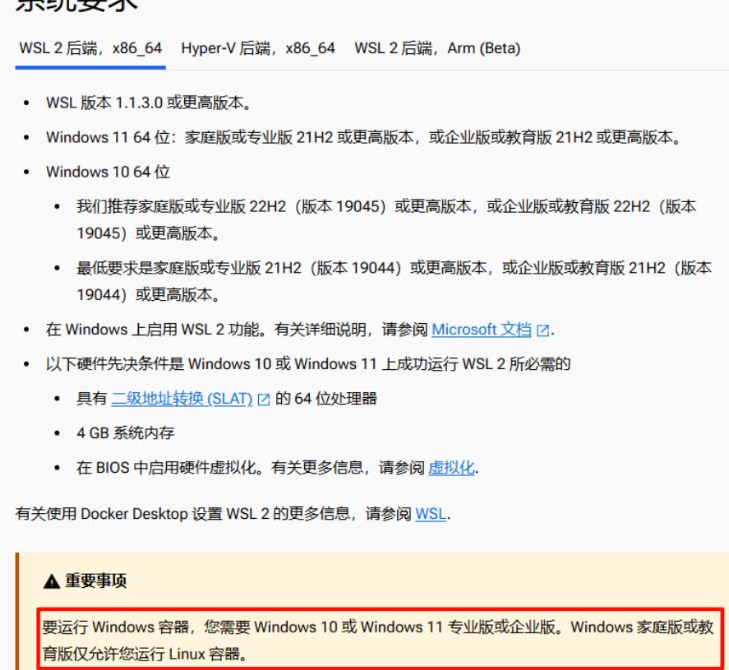 系统要求
WSL 2 后端，x86_64 Hyper-V 后端，x86_64 WSL 2 后端，Arm (Beta)
WSL 版本 1.1.3.0 或更高版本。
Windows 11 64 位：家庭版或专业版 21H2 或更高版本，或企业版或教育版 21H2 或更高版本。
Windows 10 64 位
我们推荐家庭版或专业版 22H2（版本 19045）或更高版本，或企业版或教育版 22H2（版本
19045）或更高版本。
最低要求是家庭版或专业版 21H2（版本 19044）或更高版本，或企业版或教育版 21H2（版本
19044）或更高版本。
在 Windows 上启用 WSL 2 功能。有关详细说明，请参阅 Microsoft 文档.
以下硬件先决条件是 Windows 10 或 Windows 11 上成功运行 WSL 2 所必需的
具有 二级地址转换 (SLAT) 的 64 位处理器
4 GB 系统内存
在 BIOS 中启用硬件虚拟化。有关更多信息，请参阅 虚拟化.
有关使用 Docker Desktop 设置 WSL 2 的更多信息，请参阅 WSL.
重要事项
要运行 Windows 容器，您需要 Windows 10 或 Windows 11 专业版或企业版。Windows 家庭版或教
育版仅允许您运行 Linux 容器。